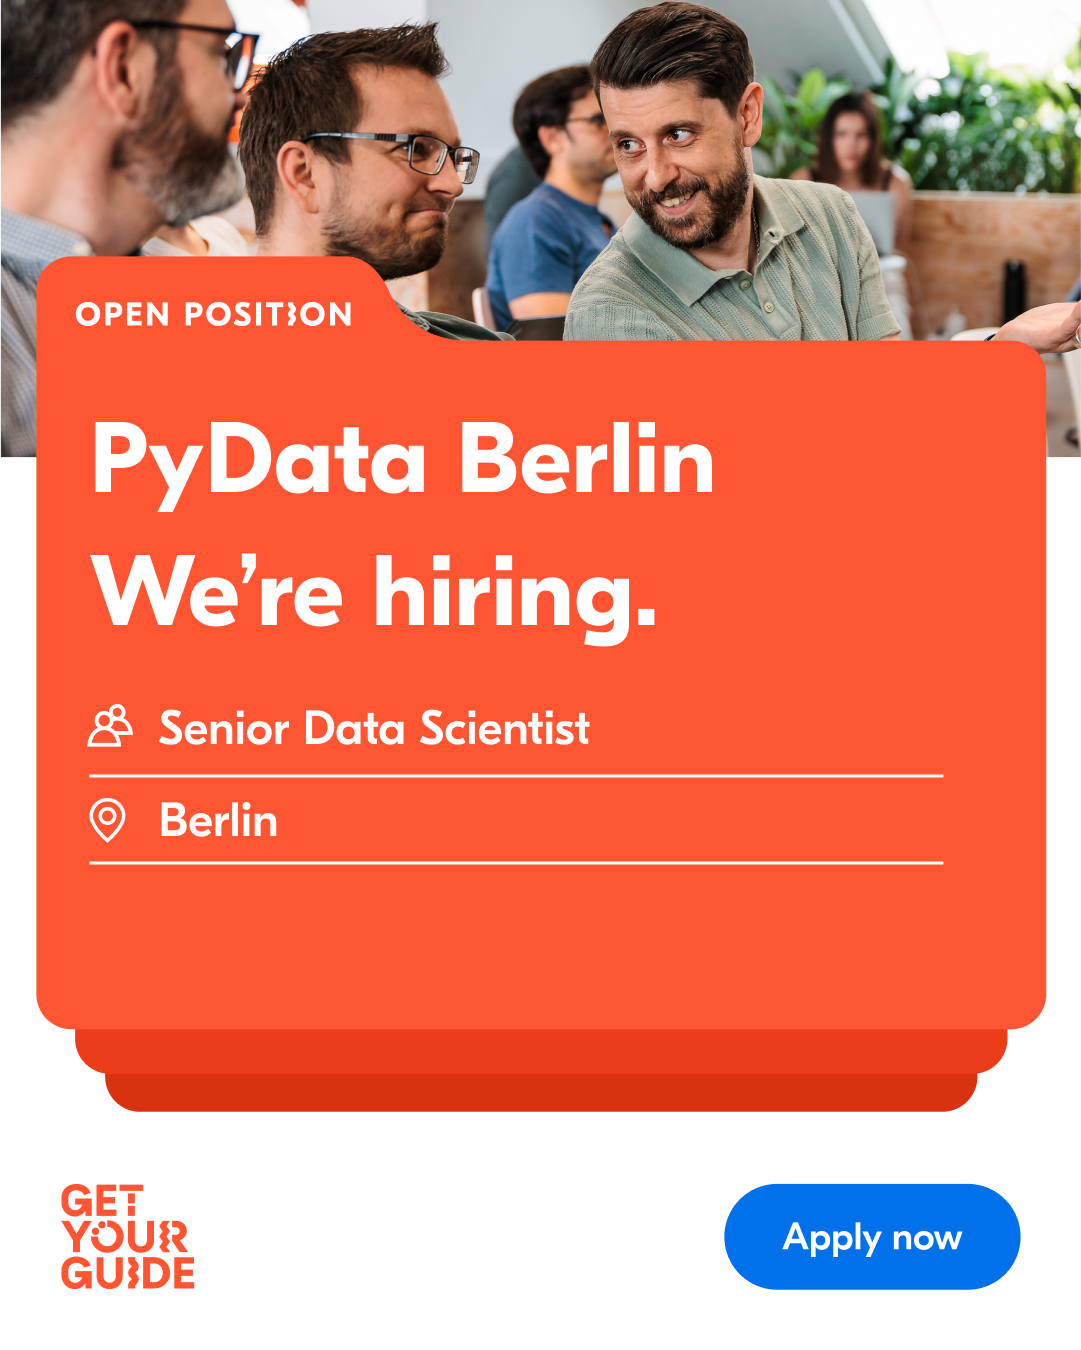 OPEN POSITION
PyData Berlin
We’re hiring.
Senior Data Scientist
Berlin
GET
YOUR
GUIDE
Apply now